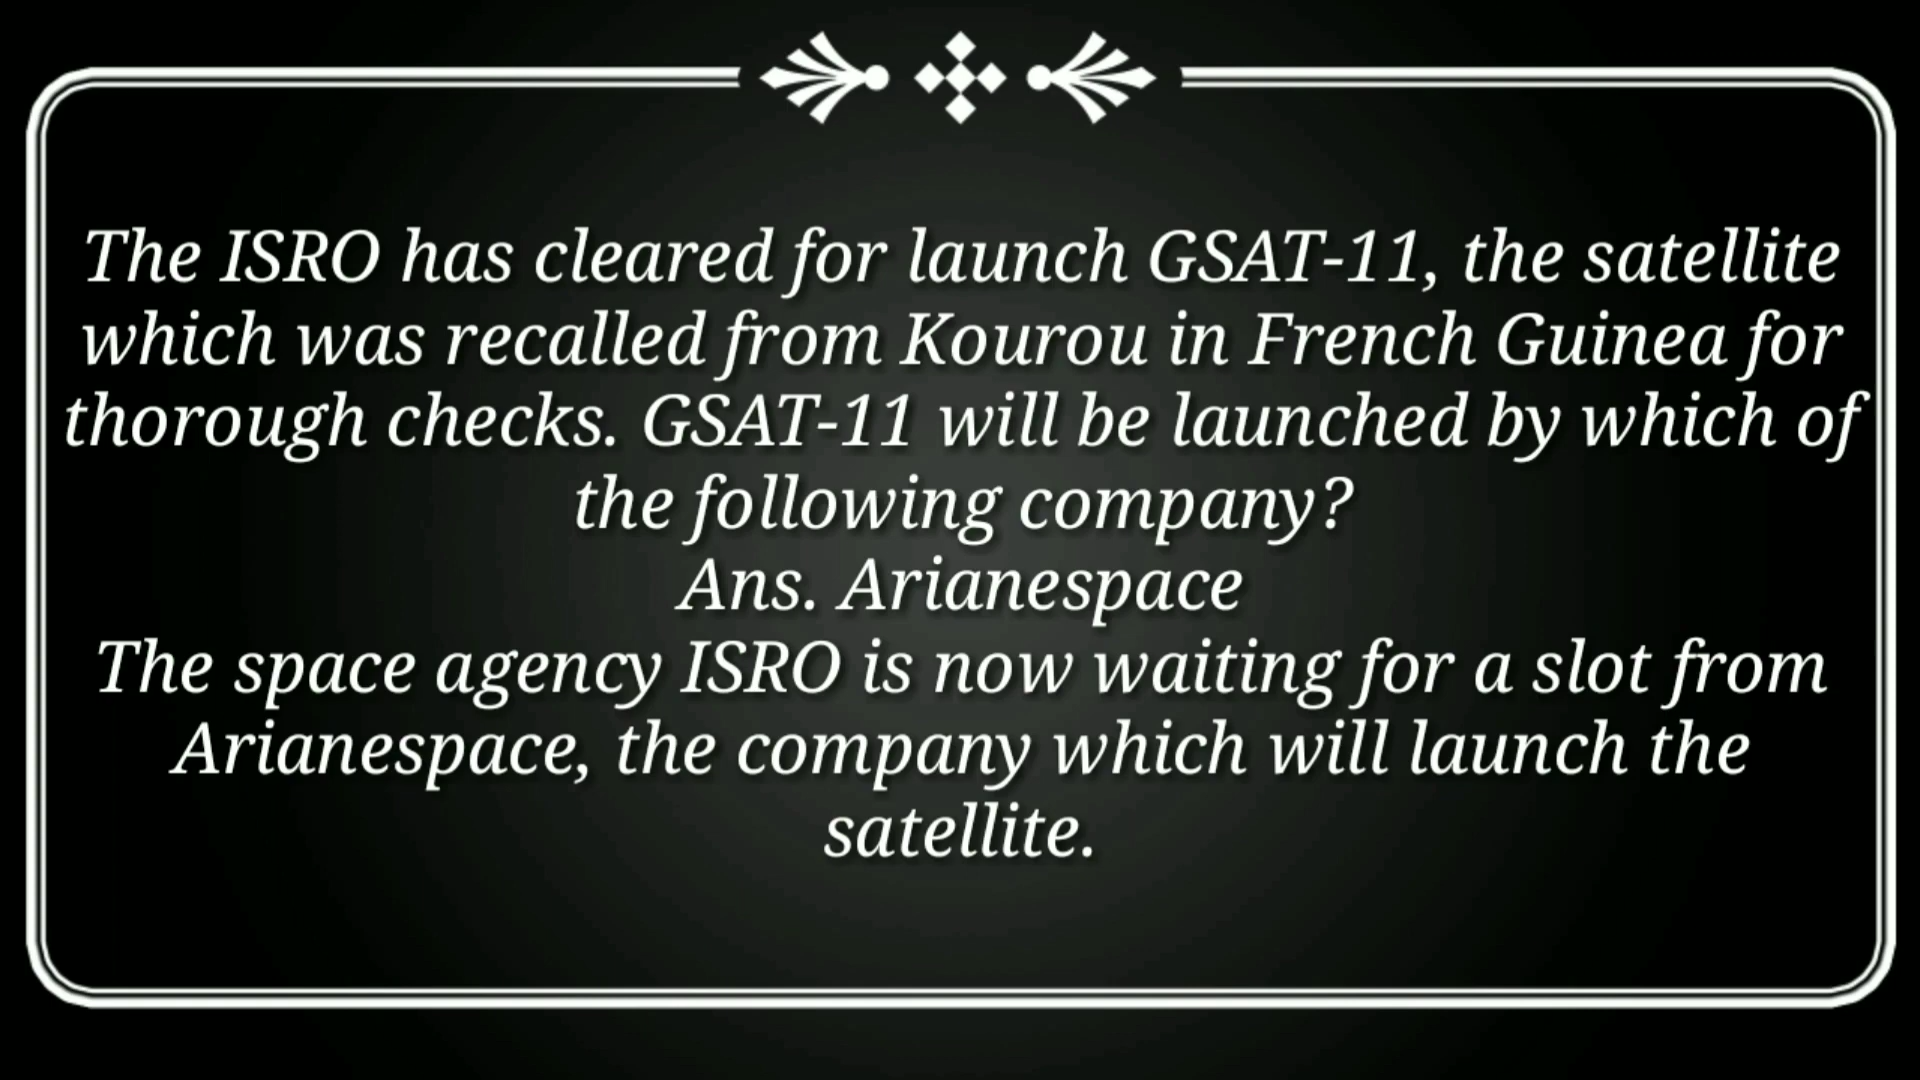 The ISRO has cleared for launch GSAT-11, the satellite
which was recalled from Kourou in French Guinea for
thorough checks. GSAT-11 will be launched by which of
the following company?
Ans. Arianespace
The space agency ISRO is now waiting for a slot from
Arianespace, the company which will launch the
satellite.